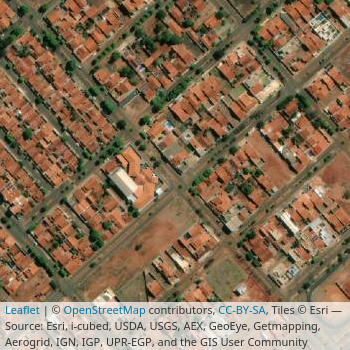 Leaflet | © OpenStreetMap contributors, CC-BY-SA, Tiles © Esri —
Source: Esri, i-cubed, USDA, USGS, AEX, GeoEye, Getmapping,
Aerogrid, IGN, IGP, UPR-EGP, and the GIS User Community